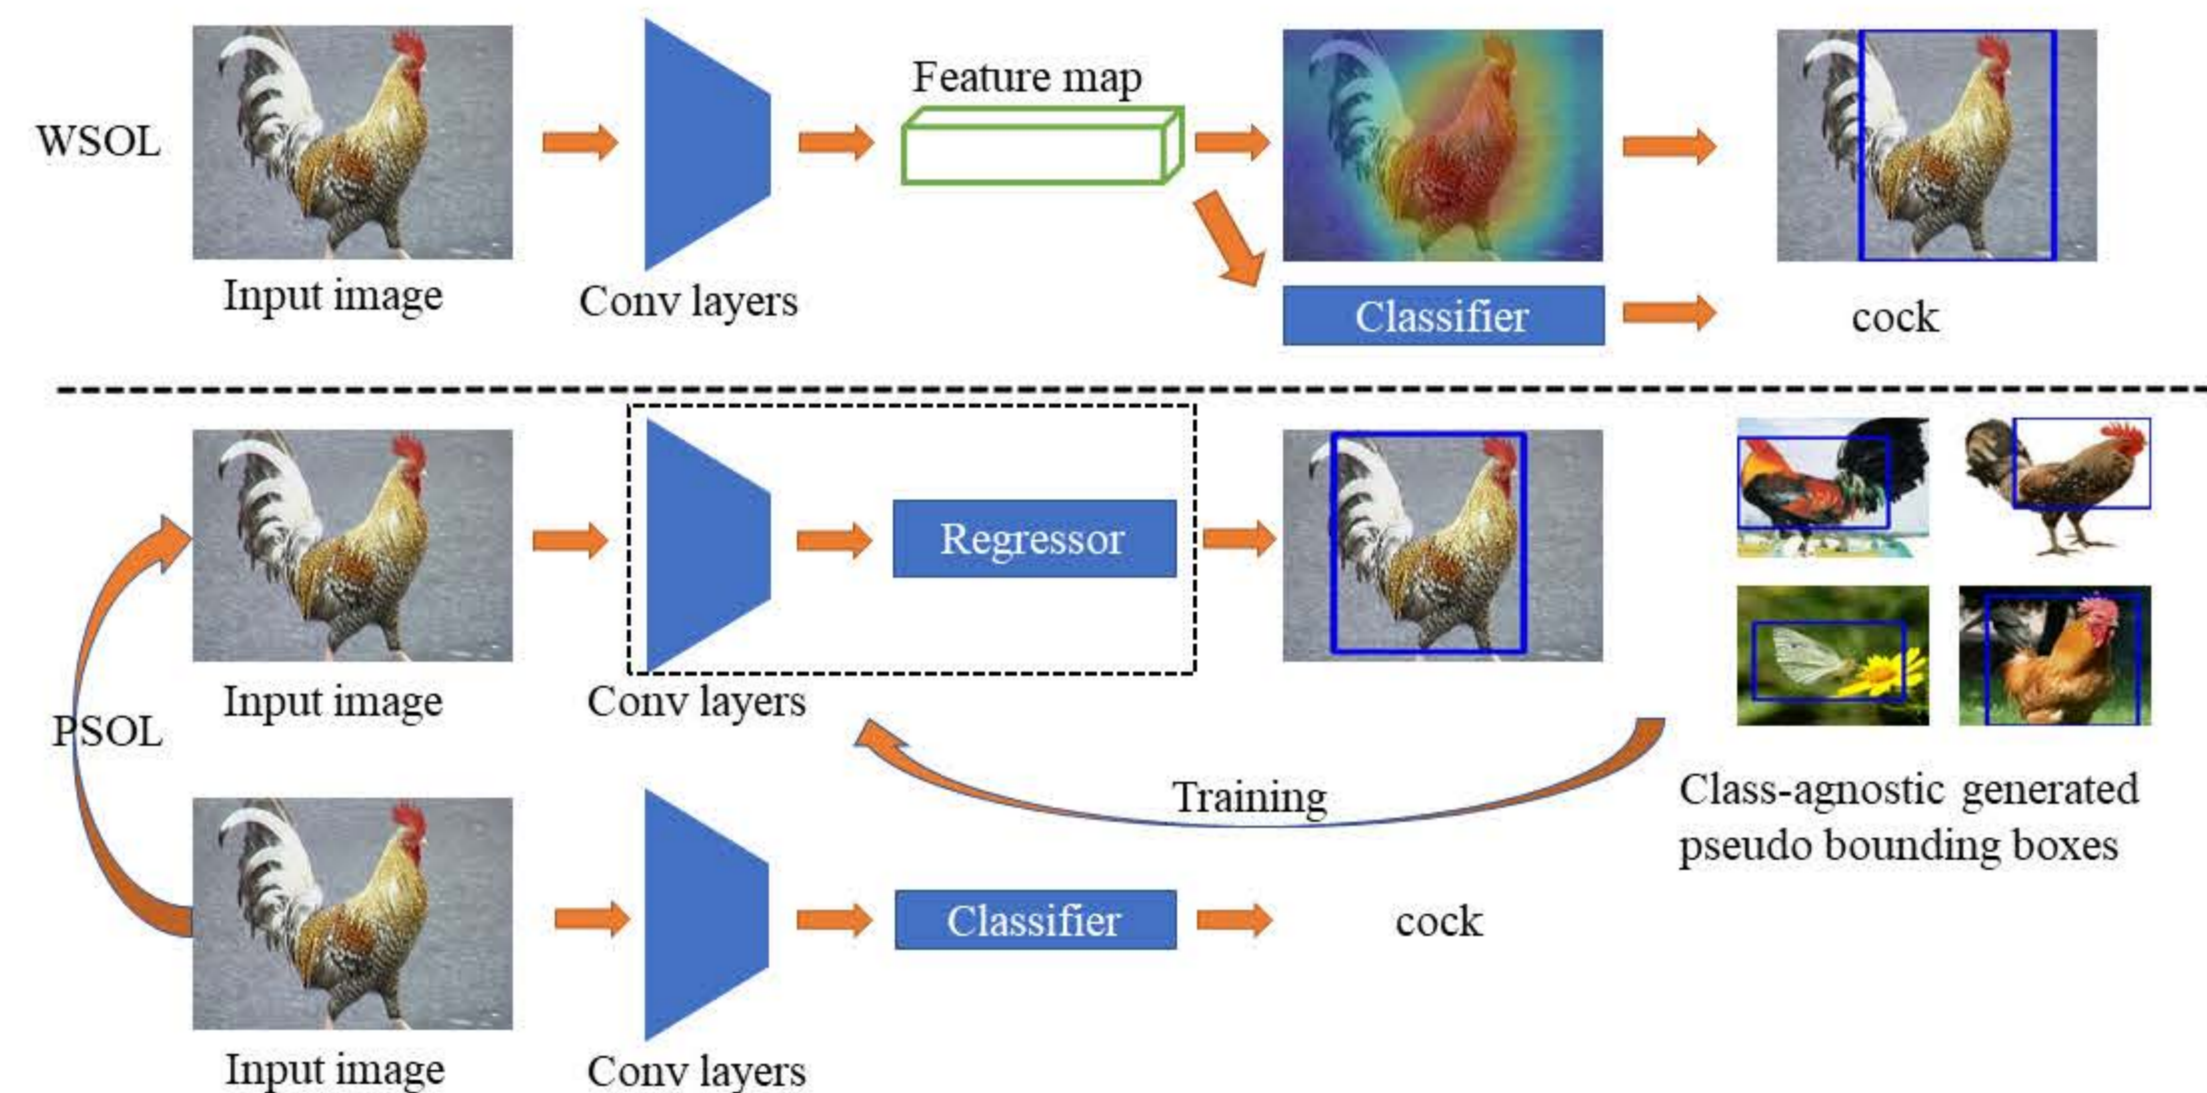 WSOL
Input image
Conv layers
Feature map
Classifier
cock
PSOL
Input image
Conv layers
Regressor
Training
Class-agnostic generated
pseudo bounding boxes
Input image
Conv layers
Classifier
cock